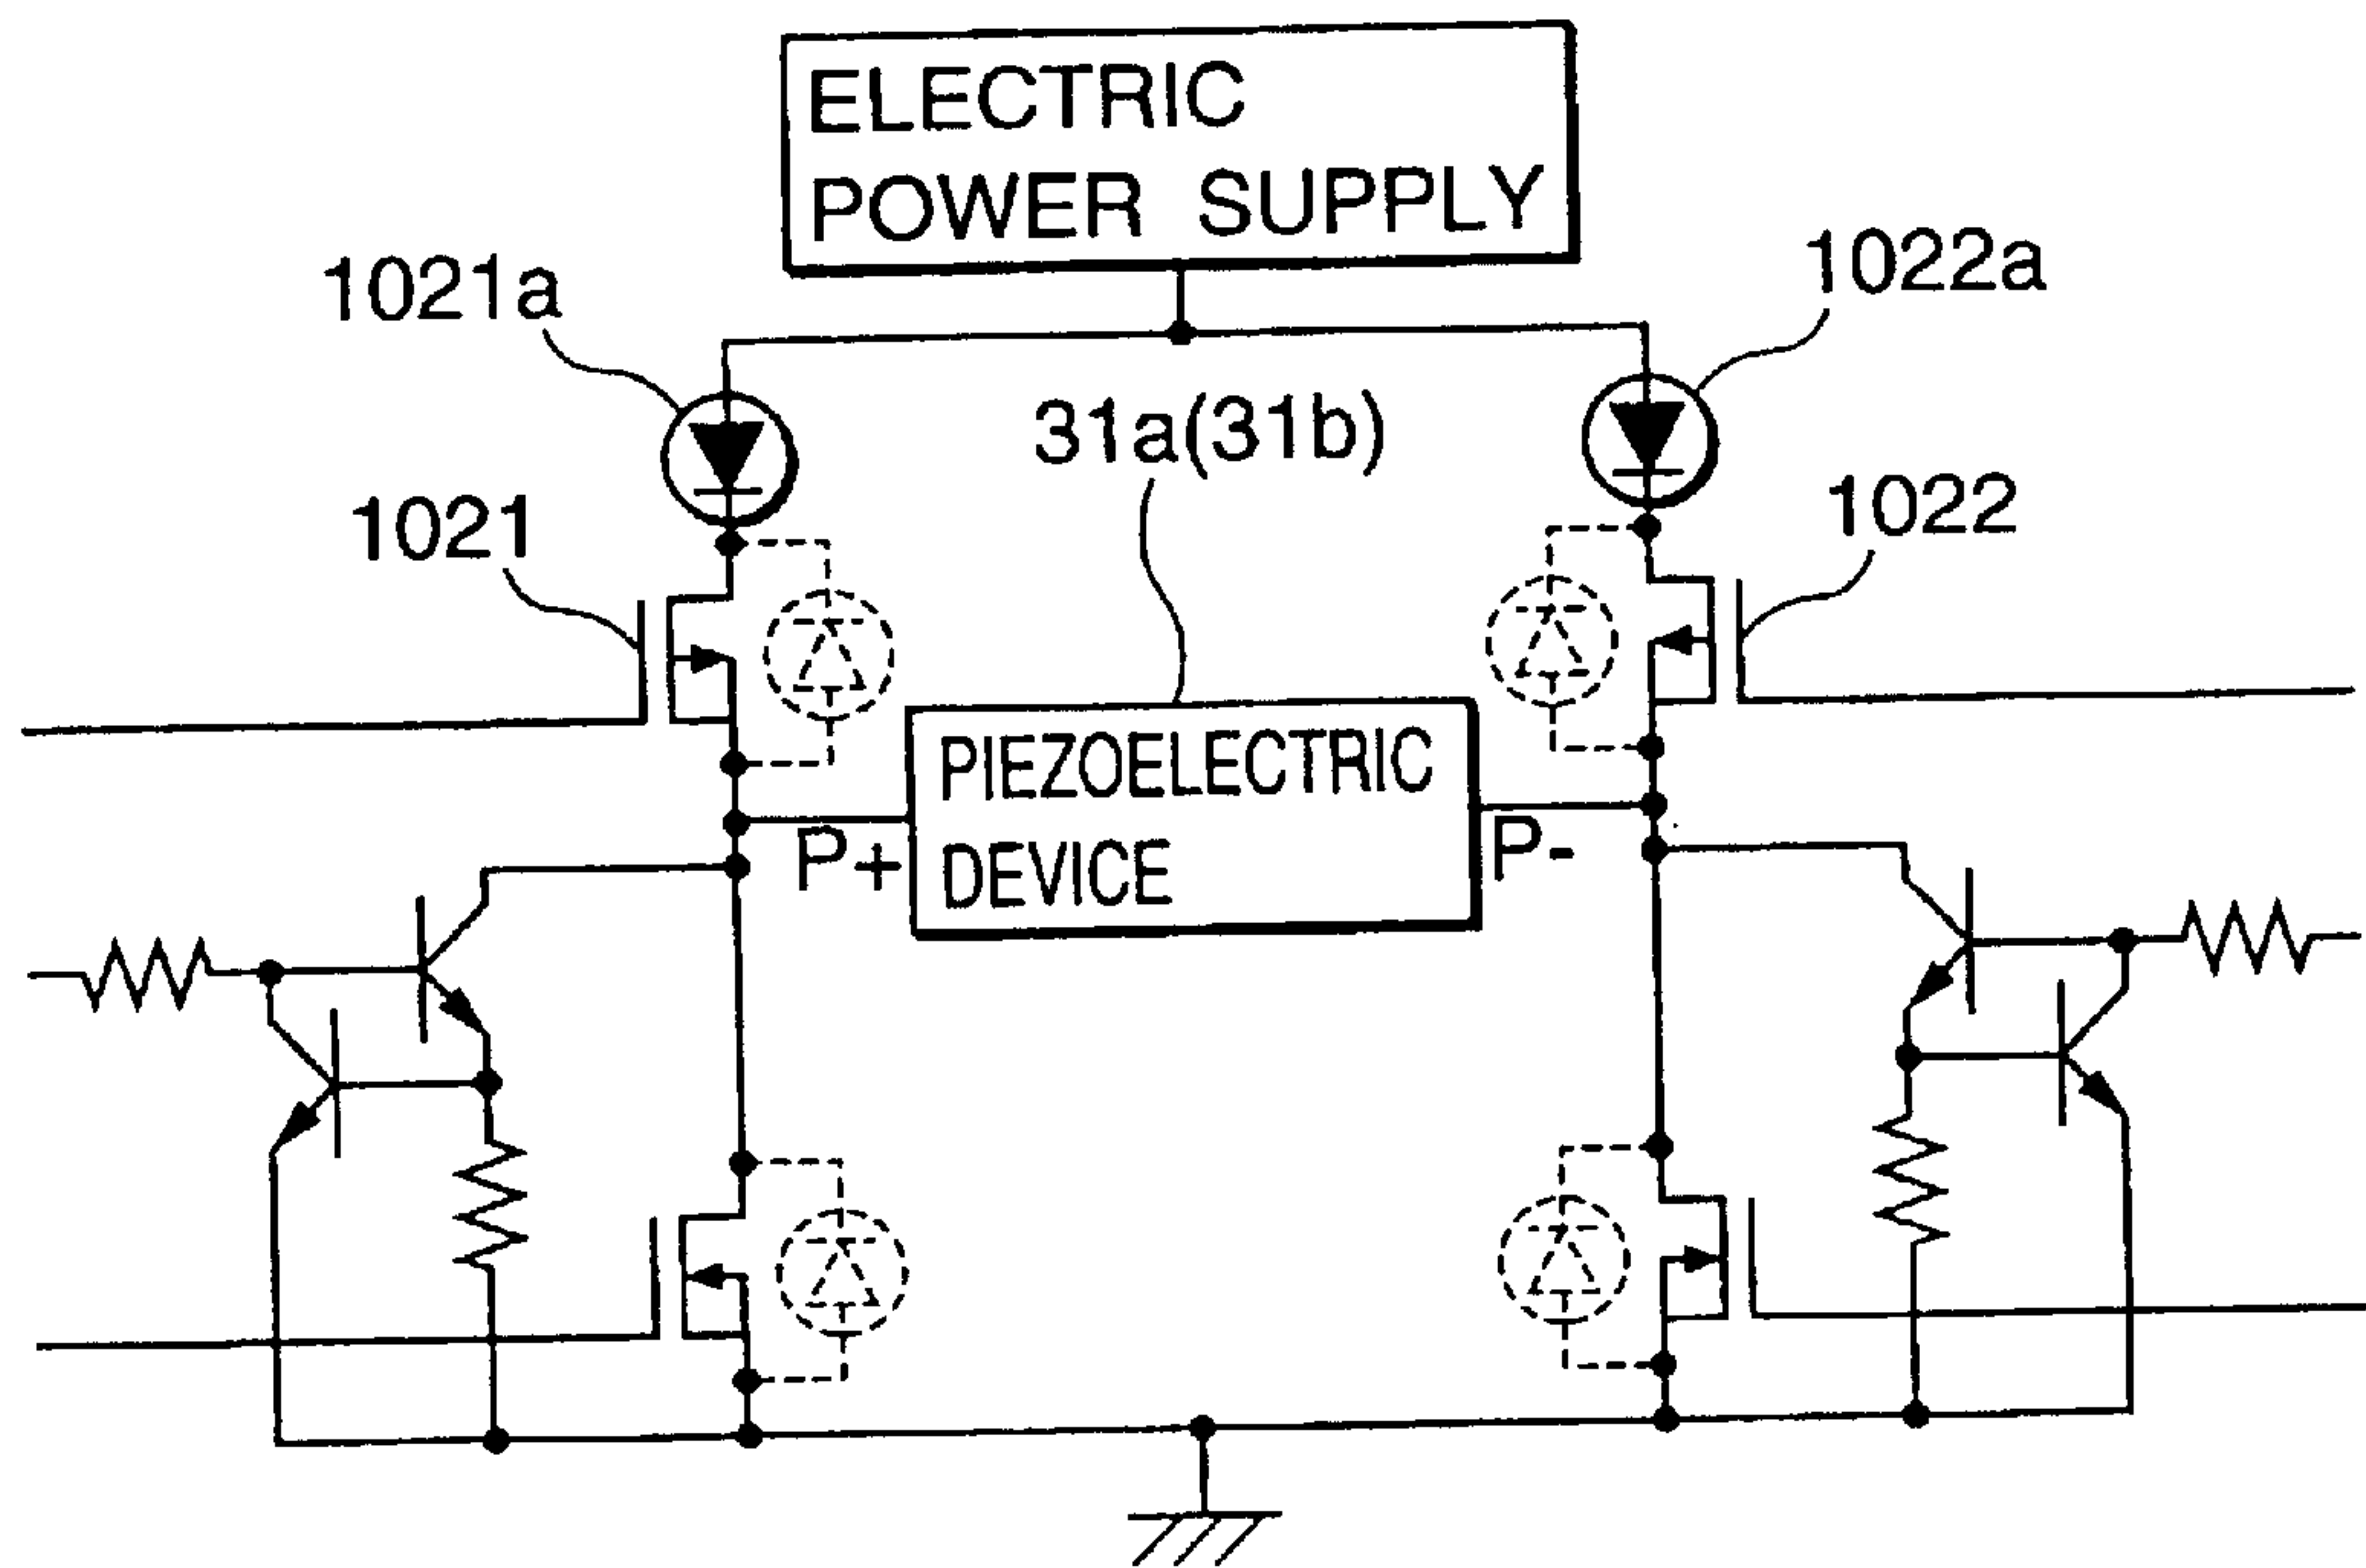 ELECTRIC
POWER SUPPLY
1021a
1022a
31a(31b)
1021
1022
PIEZOELECTRIC
DEVICE
P+
P-